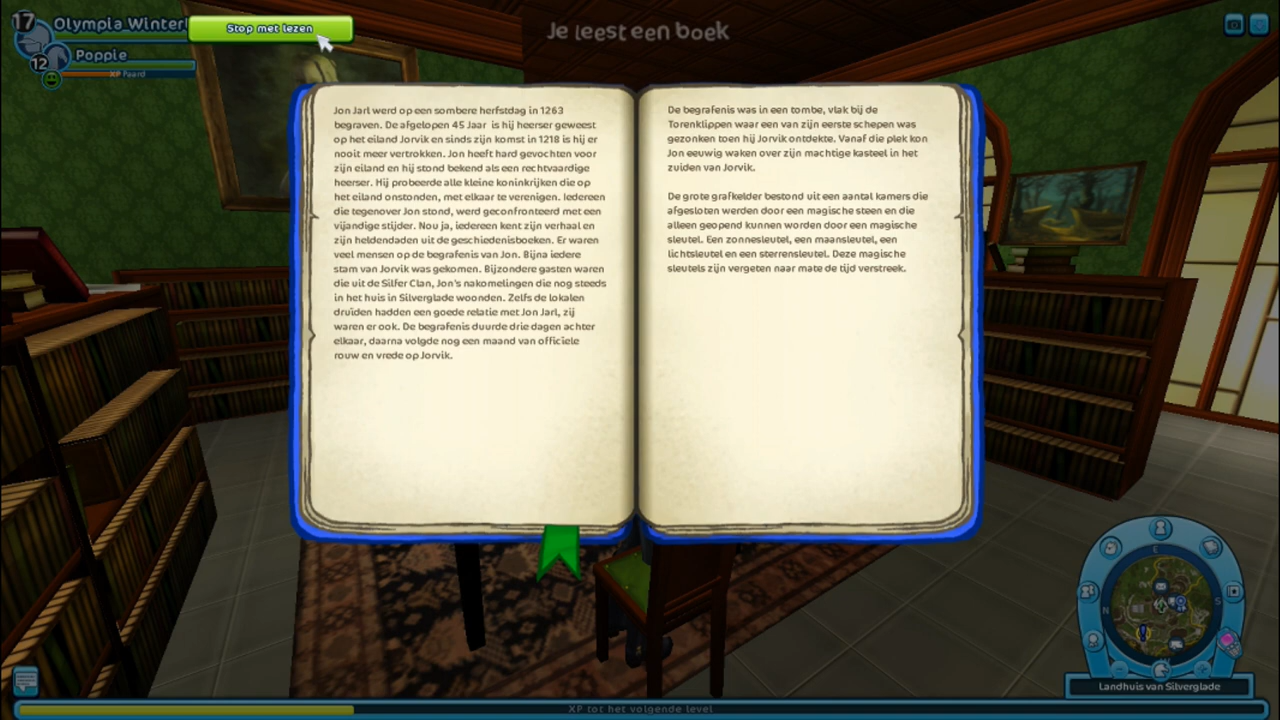 17
Olympia Winter
Stop met lezen
Je leest een boek
Poppie
12
XP Paard
Jon Jarl werd op een sombere herfstdag in 1263
begraven. De afgelopen 45 Jaar is hij heerser geweest
op het eiland Jorvik en sinds zijn komst in 1218 is hij er
nooit meer vertrokken. Jon heeft hard gevochten voor
zijn eiland en hij stond bekend als een rechtvaardige
heerser. Hij probeerde alle kleine koninkrijken die op
het eiland onstonden, met elkaar te verenigen. Iedereen
die tegenover Jon stond, werd geconfronteerd met een
vijandige stijder. Nou ja, iedereen kent zijn verhaal en
zijn heldendaden uit de geschiedenisboeken. Er waren
veel mensen op de begrafenis van Jon. Bijna iedere
stam van Jorvik was gekomen. Bijzondere gasten waren
die uit de Silfer Clan, Jon's nakomelingen die nog steeds
in het huis in Silverglade woonden. Zelfs de lokalen
druïden hadden een goede relatie met Jon Jarl, zij
waren er ook. De begrafenis duurde drie dagen achter
elkaar, daarna volgde nog een maand van officiele
rouw en vrede op Jorvik.
De begrafenis was in een tombe, vlak bij de
Torenklippen waar een van zijn eerste schepen was
gezonken toen hij Jorvik ontdekte. Vanaf die plek kon
Jon eeuwig waken over zijn machtige kasteel in het
zuiden van Jorvik.
De grote grafkelder bestond uit een aantal kamers die
afgesloten werden door een magische steen en die
alleen geopend kunnen worden door een magische
sleutel. Een zonnesleutel, een maansleutel, een
lichtsleutel en een sterrensleutel. Deze magische
sleutels zijn vergeten naar mate de tijd verstreek.
E
N
S
Landhuis van Silverglade
XP tot het volgende level